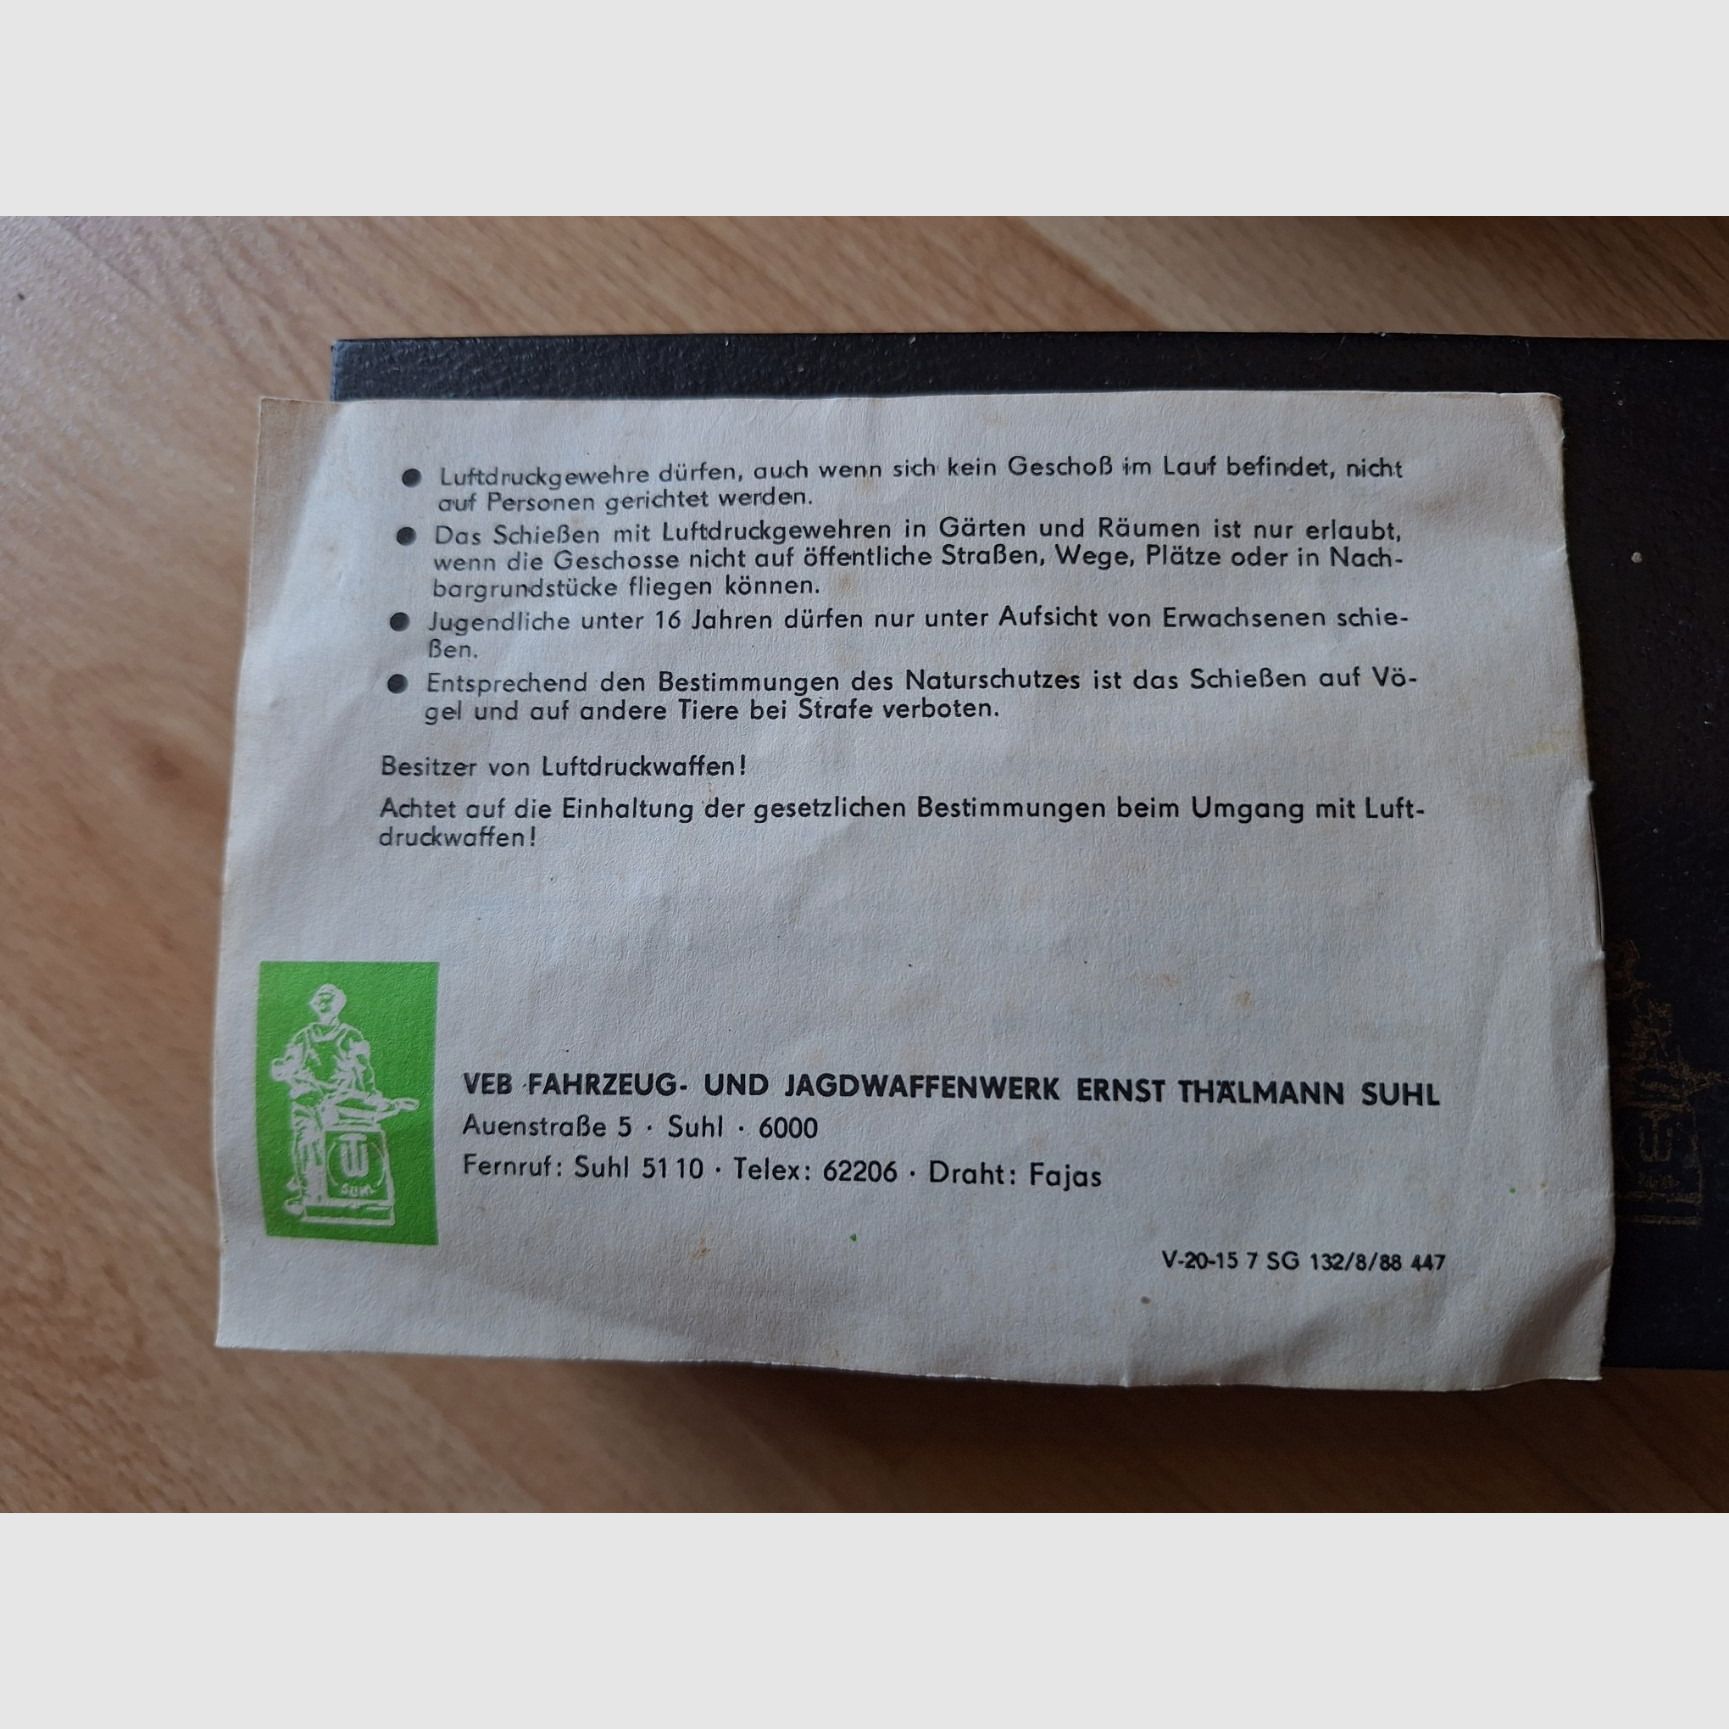 ● Luftdruckgewehre dürfen, auch wenn sich kein Geschoß im Lauf befindet, nicht
auf Personen gerichtet werden.
● Das Schießen mit Luftdruckgewehren in Gärten und Räumen ist nur erlaubt,
wenn die Geschosse nicht auf öffentliche Straßen, Wege, Plätze oder in Nach-
bargrundstücke fliegen können.
● Jugendliche unter 16 Jahren dürfen nur unter Aufsicht von Erwachsenen schie-
ßen.
● Entsprechend den Bestimmungen des Naturschutzes ist das Schießen auf Vö-
gel und auf andere Tiere bei Strafe verboten.
Besitzer von Luftdruckwaffen!
Achtet auf die Einhaltung der gesetzlichen Bestimmungen beim Umgang mit Luft-
druckwaffen!
SUHL
VEB FAHRZEUG- UND JAGDWAFFENWERK ERNST THÄLMANN SUHL
Auenstraße 5 · Suhl · 6000
Fernruf: Suhl 51 10 · Telex: 62206 · Draht: Fajas
V-20-15 7 SG 132/8/88 447